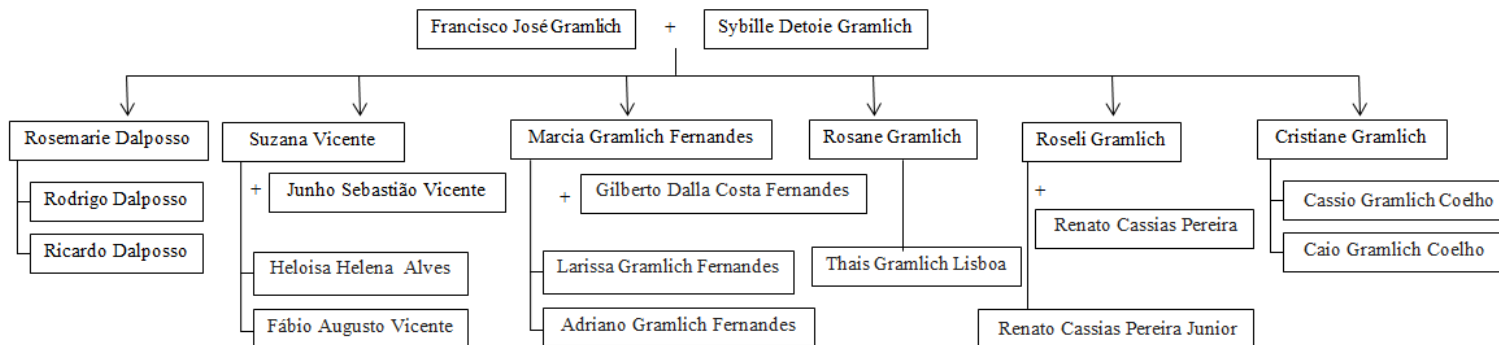 Francisco José Gramlich + Sybille Detoie Gramlich
Rosemarie Dalposso
Suzana Vicente
Marcia Gramlich Fernandes
Rosane Gramlich
Roseli Gramlich
Cristiane Gramlich
Rodrigo Dalposso
Ricardo Dalposso
+ Junho Sebastião Vicente
Heloisa Helena Alves
Fábio Augusto Vicente
+ Gilberto Dalla Costa Fernandes
Larissa Gramlich Fernandes
Adriano Gramlich Fernandes
Thais Gramlich Lisboa
+
Renato Cassias Pereira
Renato Cassias Pereira Junior
Cassio Gramlich Coelho
Caio Gramlich Coelho